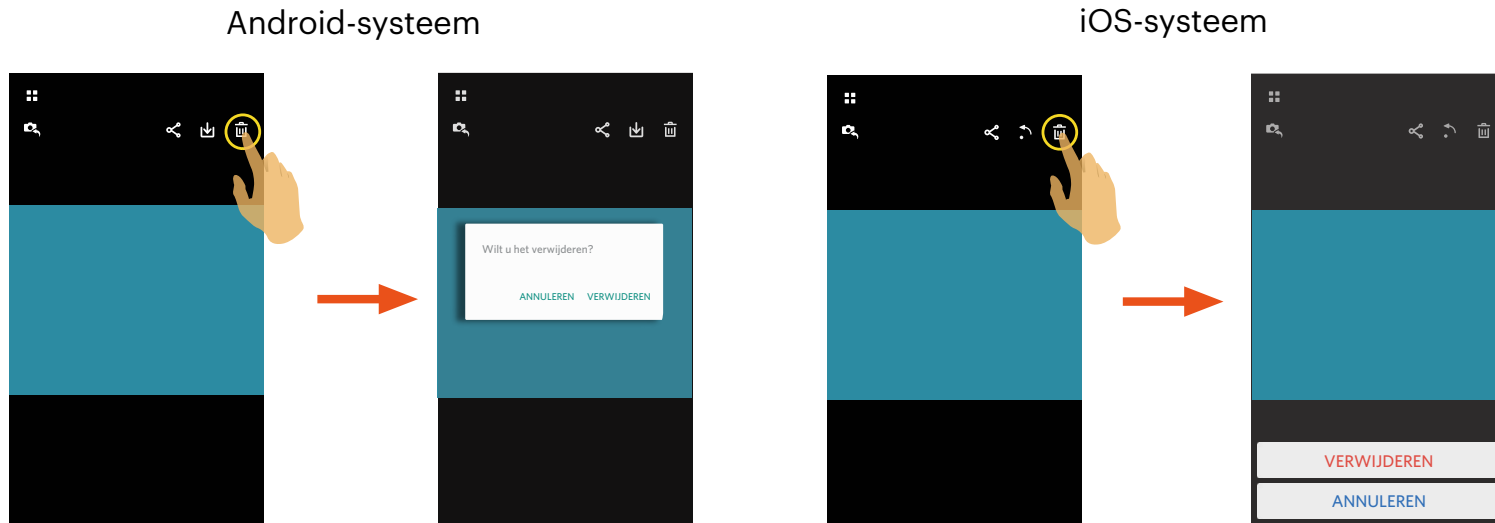 Android-systeem
iOS-systeem
Wilt u het verwijderen?
ANNULEREN VERWIJDEREN
VERWIJDEREN
ANNULEREN